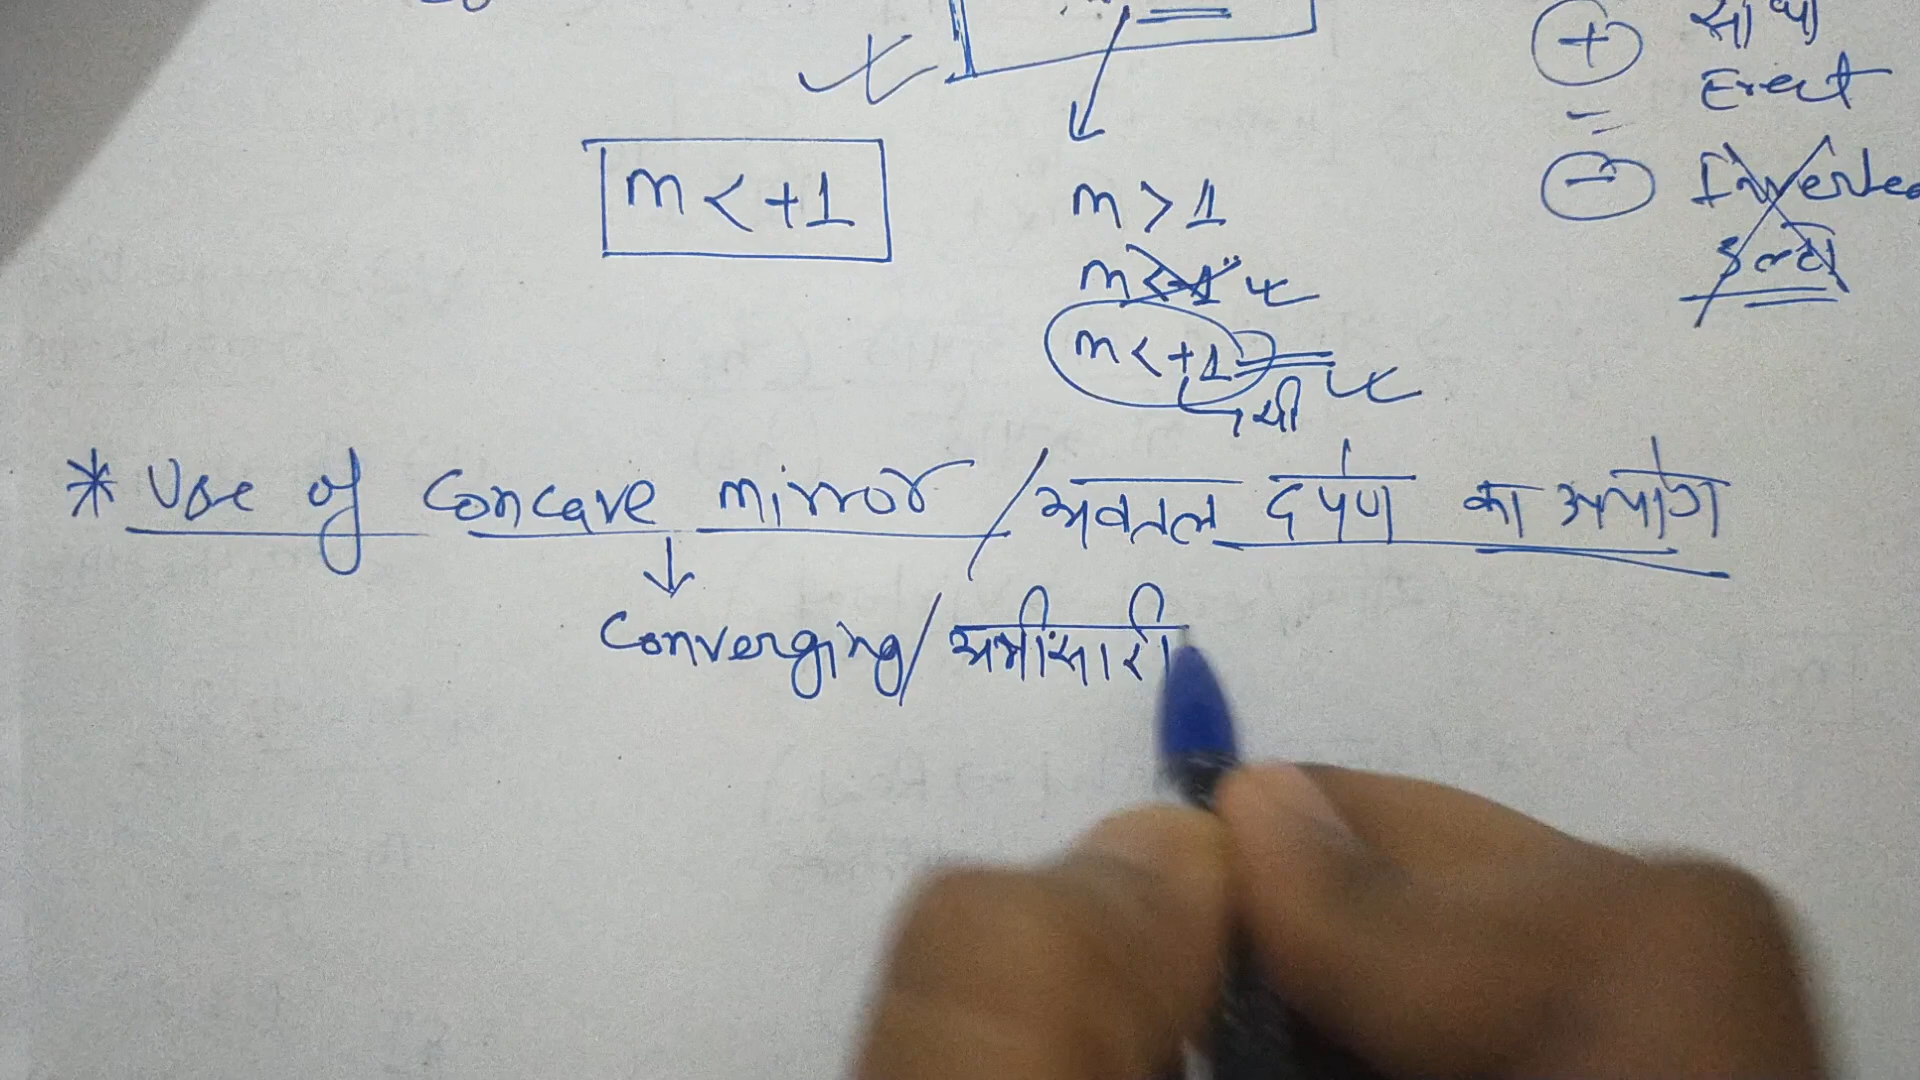 m < +1
m > 1
m < +1
+ सीधा
Erect
− Inverted
उल्टा
* Use of Concave mirror / अवतल दर्पण का उपयोग
Converging / अभीसारी